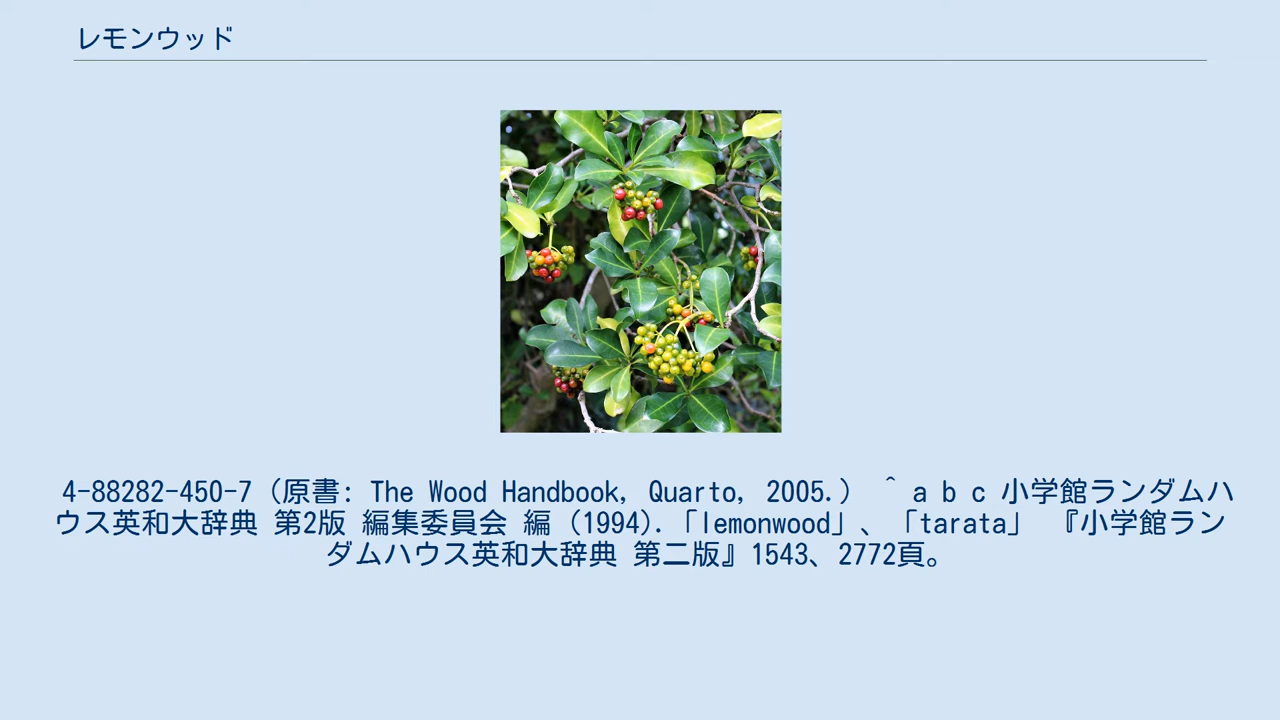 レモンウッド
4-88282-450-7（原書: The Wood Handbook, Quarto, 2005.） ^ a b c 小学館ランダムハ
ウス英和大辞典 第2版 編集委員会 編 (1994).「lemonwood」、「tarata」 『小学館ラン
ダムハウス英和大辞典 第二版』1543、2772頁。